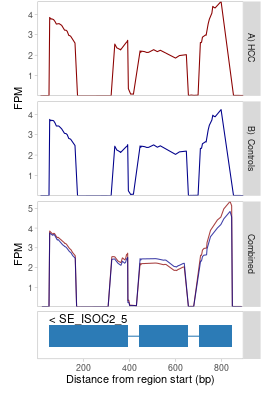 4
3
2
1
A) HCC
FPM
4
3
2
1
B) Controls
5
4
3
2
1
FPM
Combined
< SE_ISOC2_5
200 400 600 800
Distance from region start (bp)